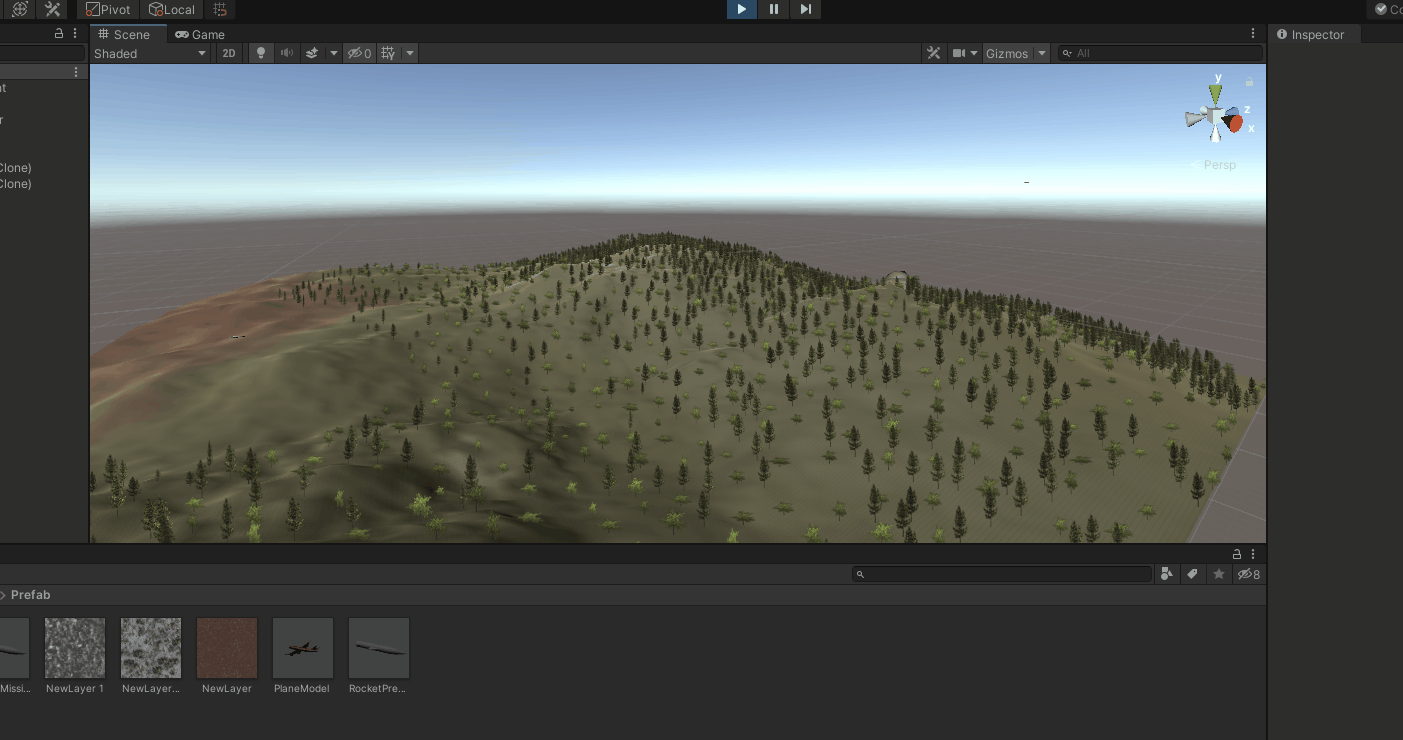 Pivot Local
Co
Scene Game
Inspector
Shaded 2D 0 Gizmos All
nt
r
Clone)
Clone)
y
z
x
Persp
8
Prefab
Missi... NewLayer 1 NewLayer... NewLayer PlaneModel RocketPre...